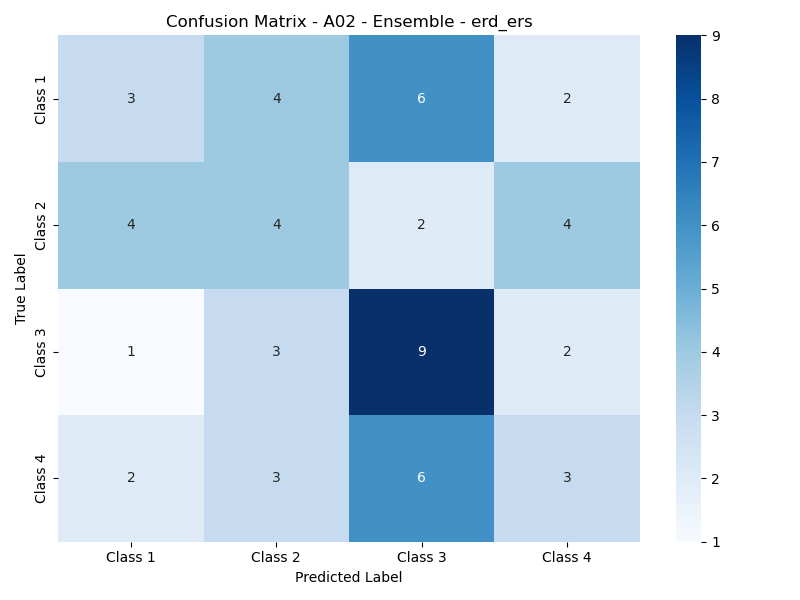 Confusion Matrix - A02 - Ensemble - erd_ers
True Label
Class 1
3 4 6 2
Class 2
4 4 2 4
Class 3
1 3 9 2
Class 4
2 3 6 3
Class 1 Class 2 Class 3 Class 4
Predicted Label
9
8
7
6
5
4
3
2
1